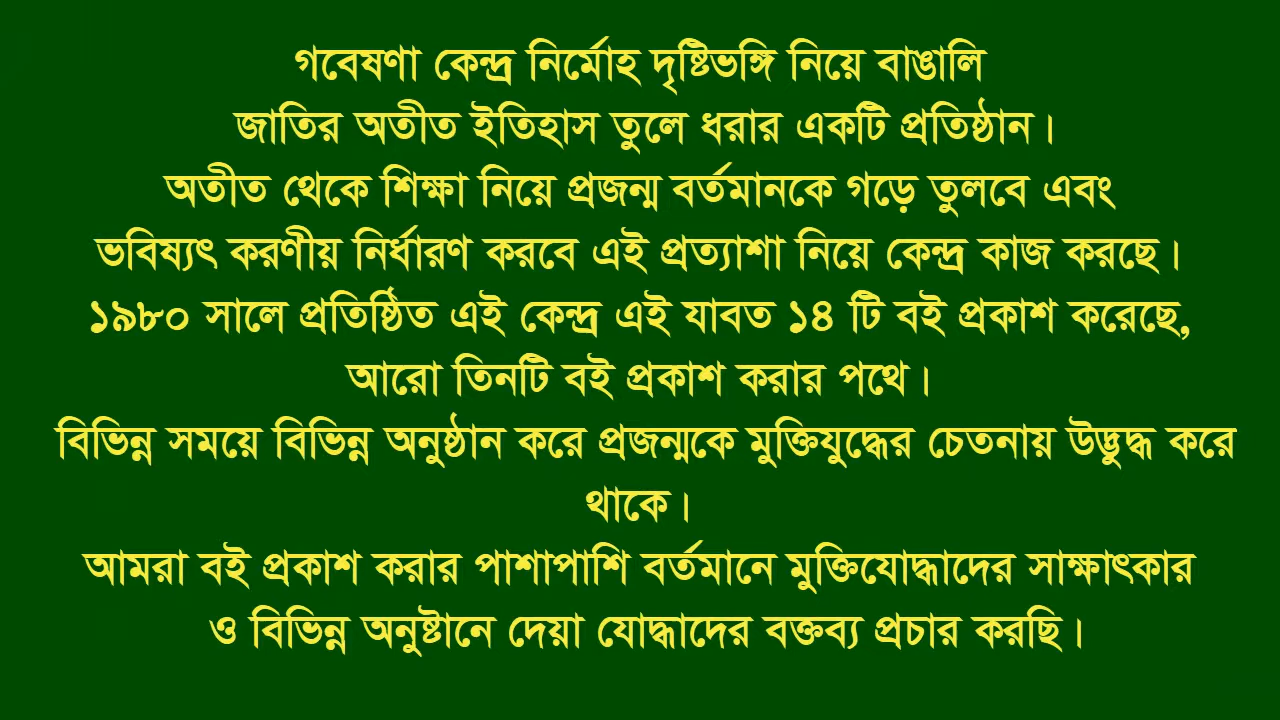 গবেষণা কেন্দ্র নির্মোহ দৃষ্টিভঙ্গি নিয়ে বাঙালি
জাতির অতীত ইতিহাস তুলে ধরার একটি প্রতিষ্ঠান।
অতীত থেকে শিক্ষা নিয়ে প্রজন্ম বর্তমানকে গড়ে তুলবে এবং
ভবিষ্যৎ করণীয় নির্ধারণ করবে এই প্রত্যাশা নিয়ে কেন্দ্র কাজ করছে।
১৯৮০ সালে প্রতিষ্ঠিত এই কেন্দ্র এই যাবত ১৪ টি বই প্রকাশ করেছে,
আরো তিনটি বই প্রকাশ করার পথে।
বিভিন্ন সময়ে বিভিন্ন অনুষ্ঠান করে প্রজন্মকে মুক্তিযুদ্ধের চেতনায় উদ্ভুদ্ধ করে
থাকে।
আমরা বই প্রকাশ করার পাশাপাশি বর্তমানে মুক্তিযোদ্ধাদের সাক্ষাৎকার
ও বিভিন্ন অনুষ্টানে দেয়া যোদ্ধাদের বক্তব্য প্রচার করছি।